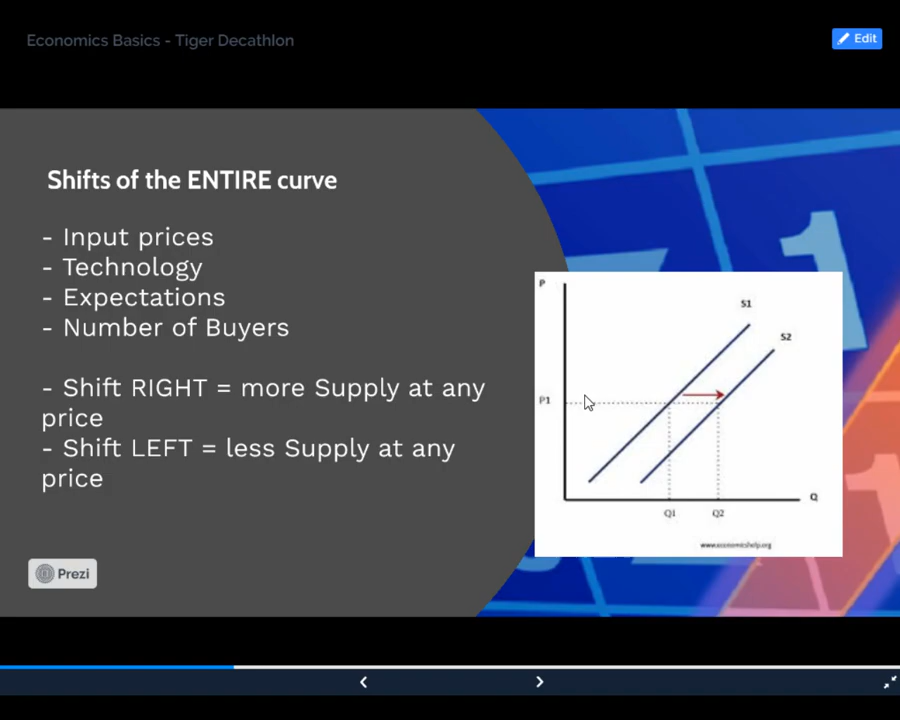 Economics Basics - Tiger Decathlon
Edit
Shifts of the ENTIRE curve
- Input prices
- Technology
- Expectations
- Number of Buyers
- Shift RIGHT = more Supply at any
price
- Shift LEFT = less Supply at any
price
P
S1
S2
P1
Q
Q1 Q2
www.economicshelp.org
Prezi
1